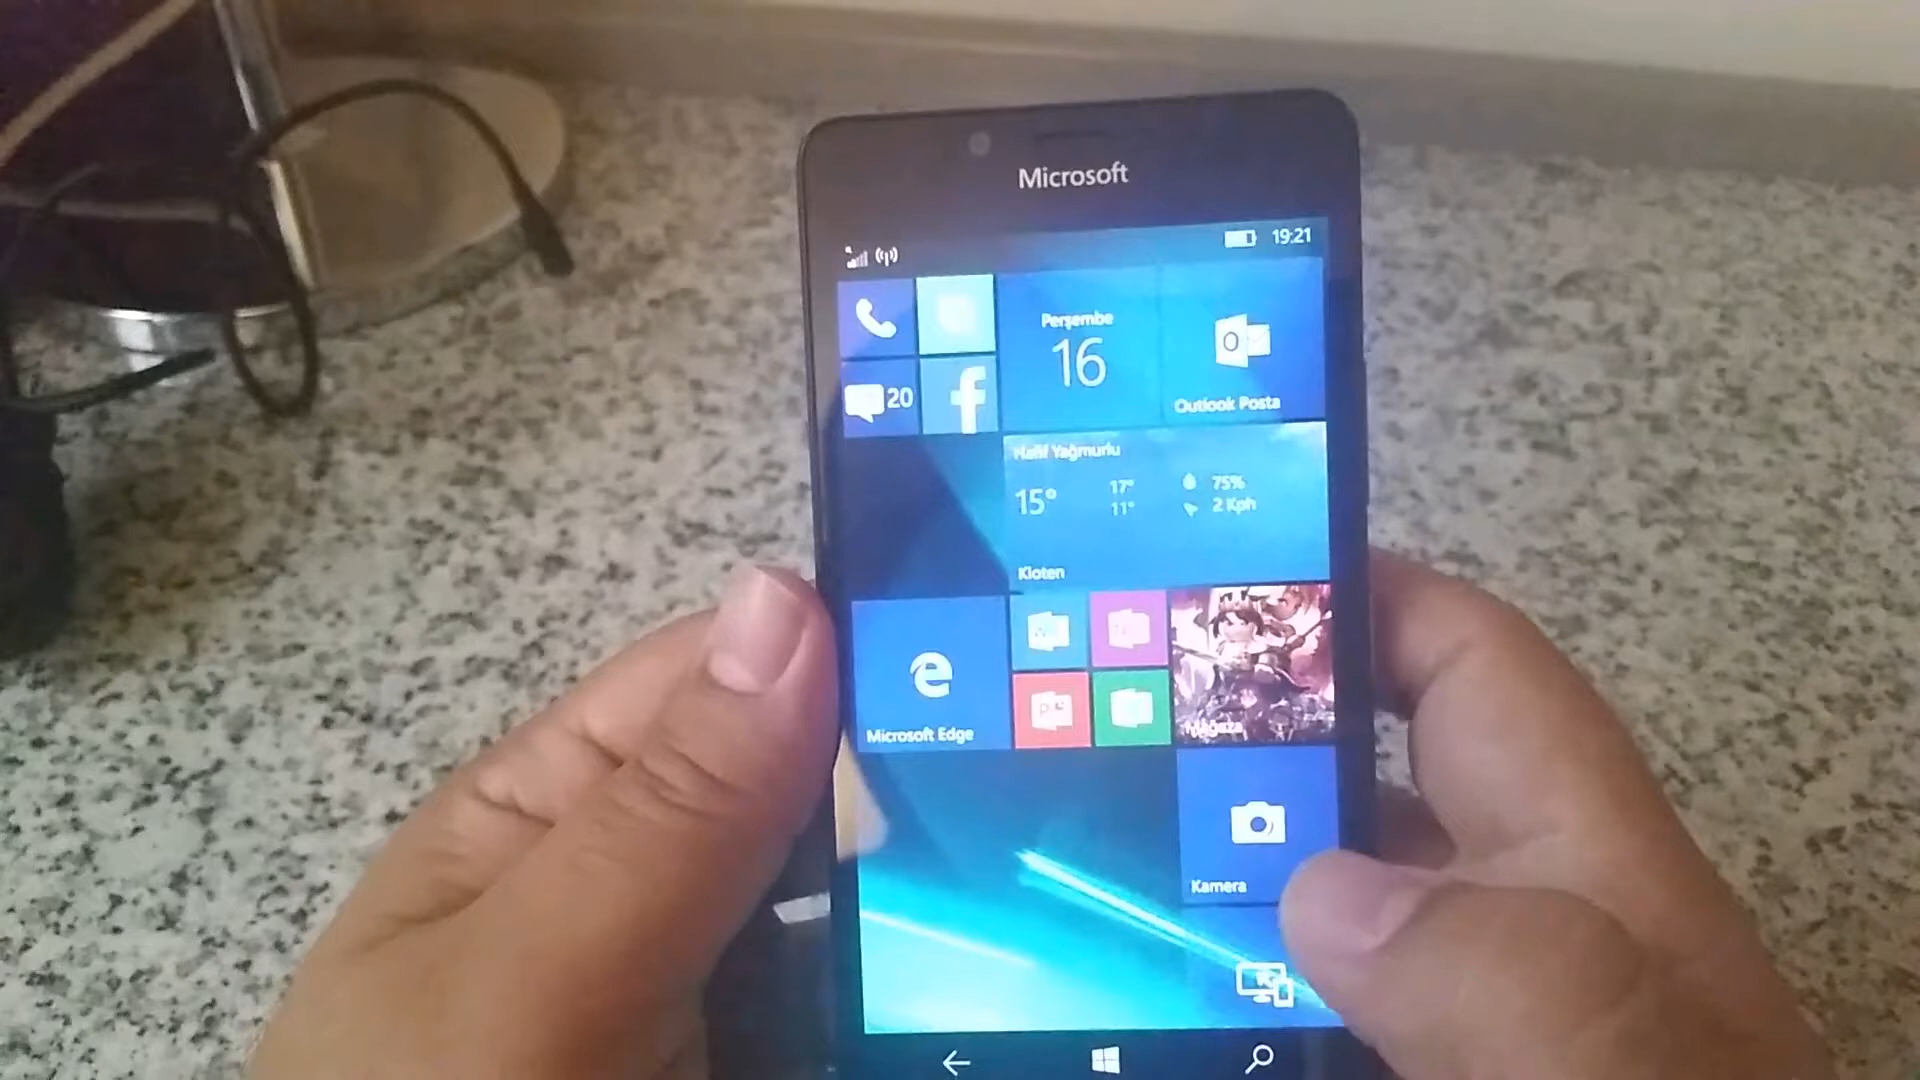 Microsoft
19:21
Perşembe
16
Outlook Posta
20
Hafif Yağmurlu
15°
17°
11°
75%
2 Kph
Kloten
Microsoft Edge
Mağaza
Kamera